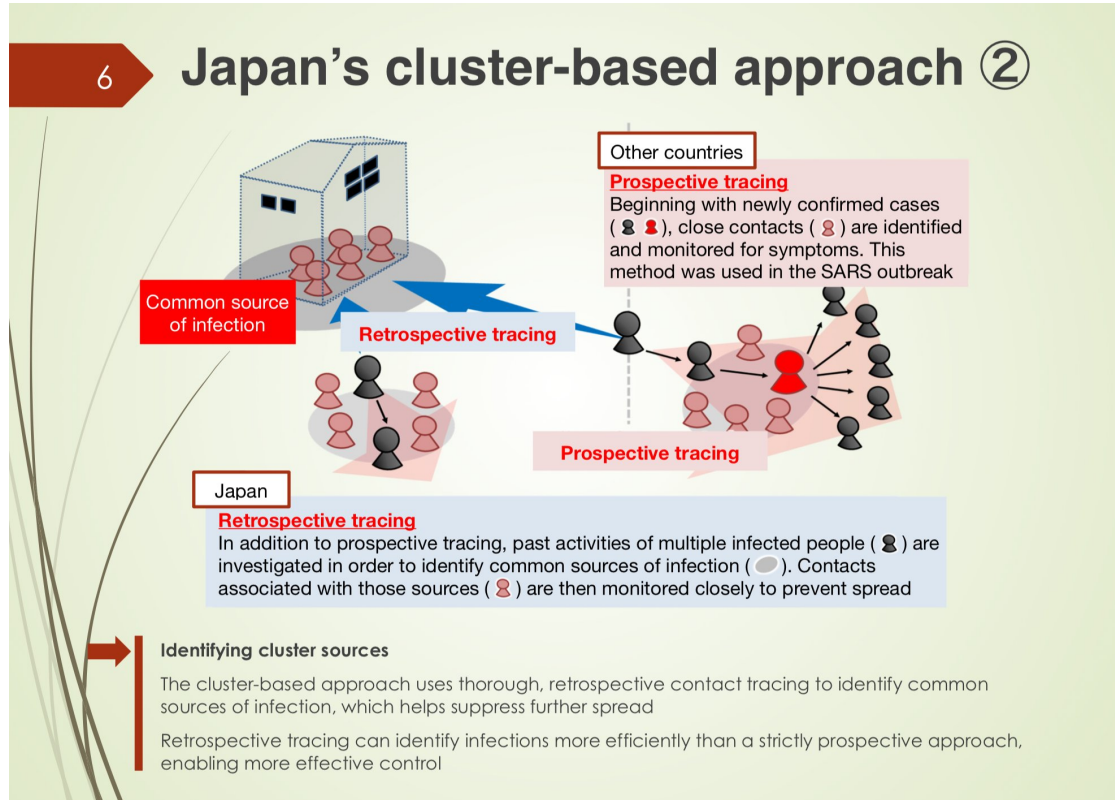 6
Japan's cluster-based approach ②
Other countries
Prospective tracing
Beginning with newly confirmed cases
( ), close contacts ( ) are identified
and monitored for symptoms. This
method was used in the SARS outbreak
Common source
of infection
Retrospective tracing
Prospective tracing
Japan
Retrospective tracing
In addition to prospective tracing, past activities of multiple infected people ( ) are
investigated in order to identify common sources of infection ( ). Contacts
associated with those sources ( ) are then monitored closely to prevent spread
Identifying cluster sources
The cluster-based approach uses thorough, retrospective contact tracing to identify common
sources of infection, which helps suppress further spread
Retrospective tracing can identify infections more efficiently than a strictly prospective approach,
enabling more effective control